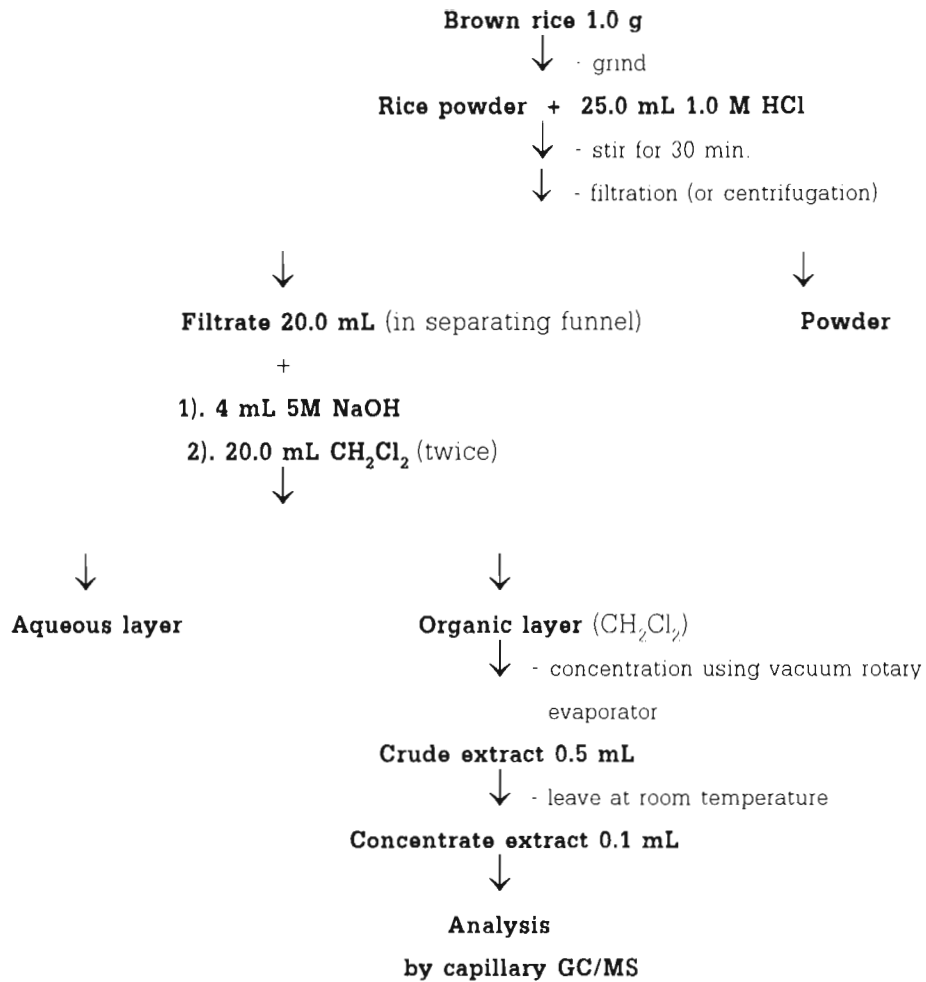 Brown rice 1.0 g
- grind
Rice powder + 25.0 mL 1.0 M HCl
- stir for 30 min.
- filtration (or centrifugation)
Filtrate 20.0 mL (in separating funnel) Powder
+
1). 4 mL 5M NaOH
2). 20.0 mL CH₂Cl₂ (twice)
Aqueous layer Organic layer (CH₂Cl₂)
- concentration using vacuum rotary
evaporator
Crude extract 0.5 mL
- leave at room temperature
Concentrate extract 0.1 mL
Analysis
by capillary GC/MS